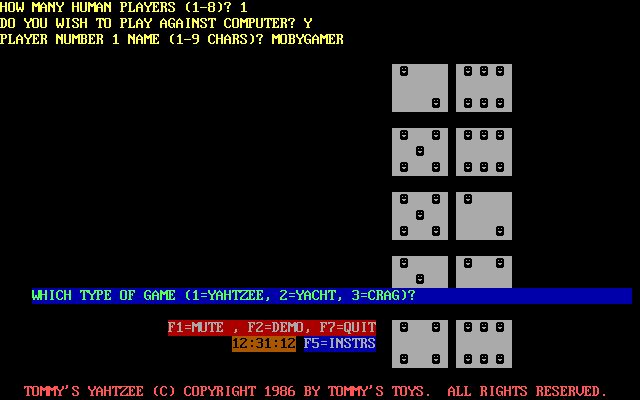 HOW MANY HUMAN PLAYERS (1-8)? 1
DO YOU WISH TO PLAY AGAINST COMPUTER? Y
PLAYER NUMBER 1 NAME (1-9 CHARS)? MOBYGAMER
WHICH TYPE OF GAME (1=YAHTZEE, 2=YACHT, 3=CRAG)?
F1=MUTE , F2=DEMO, F7=QUIT
12:31:12 F5=INSTRS
TOMMY'S YAHTZEE (C) COPYRIGHT 1986 BY TOMMY'S TOYS. ALL RIGHTS RESERVED.